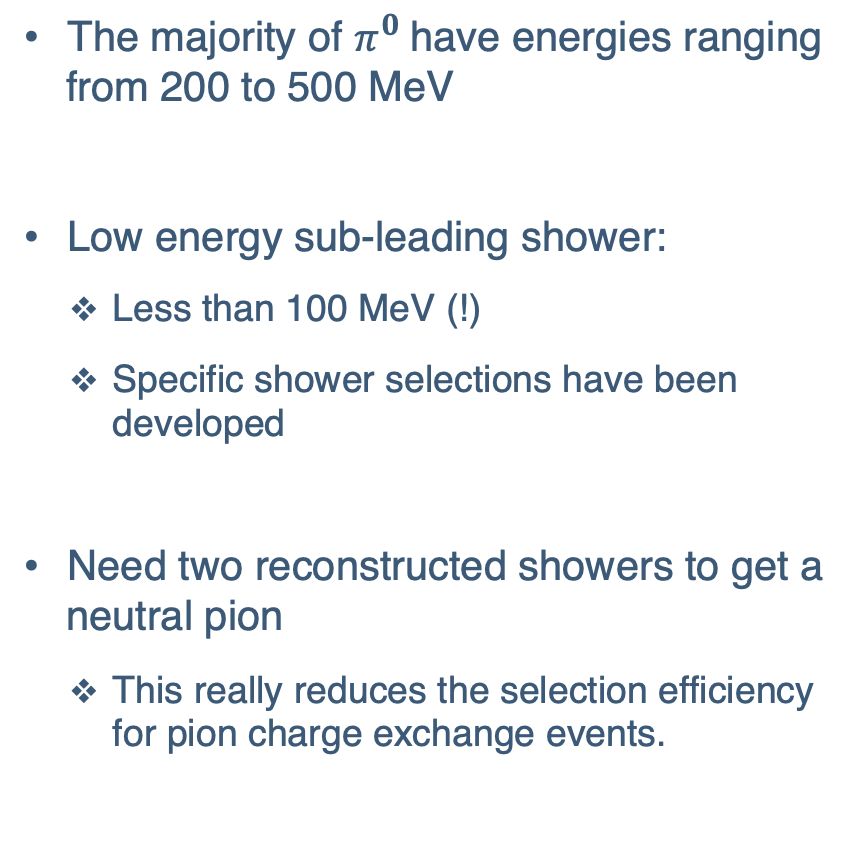 • The majority of π⁰ have energies ranging
from 200 to 500 MeV
• Low energy sub-leading shower:
❖ Less than 100 MeV (!)
❖ Specific shower selections have been
developed
• Need two reconstructed showers to get a
neutral pion
❖ This really reduces the selection efficiency
for pion charge exchange events.